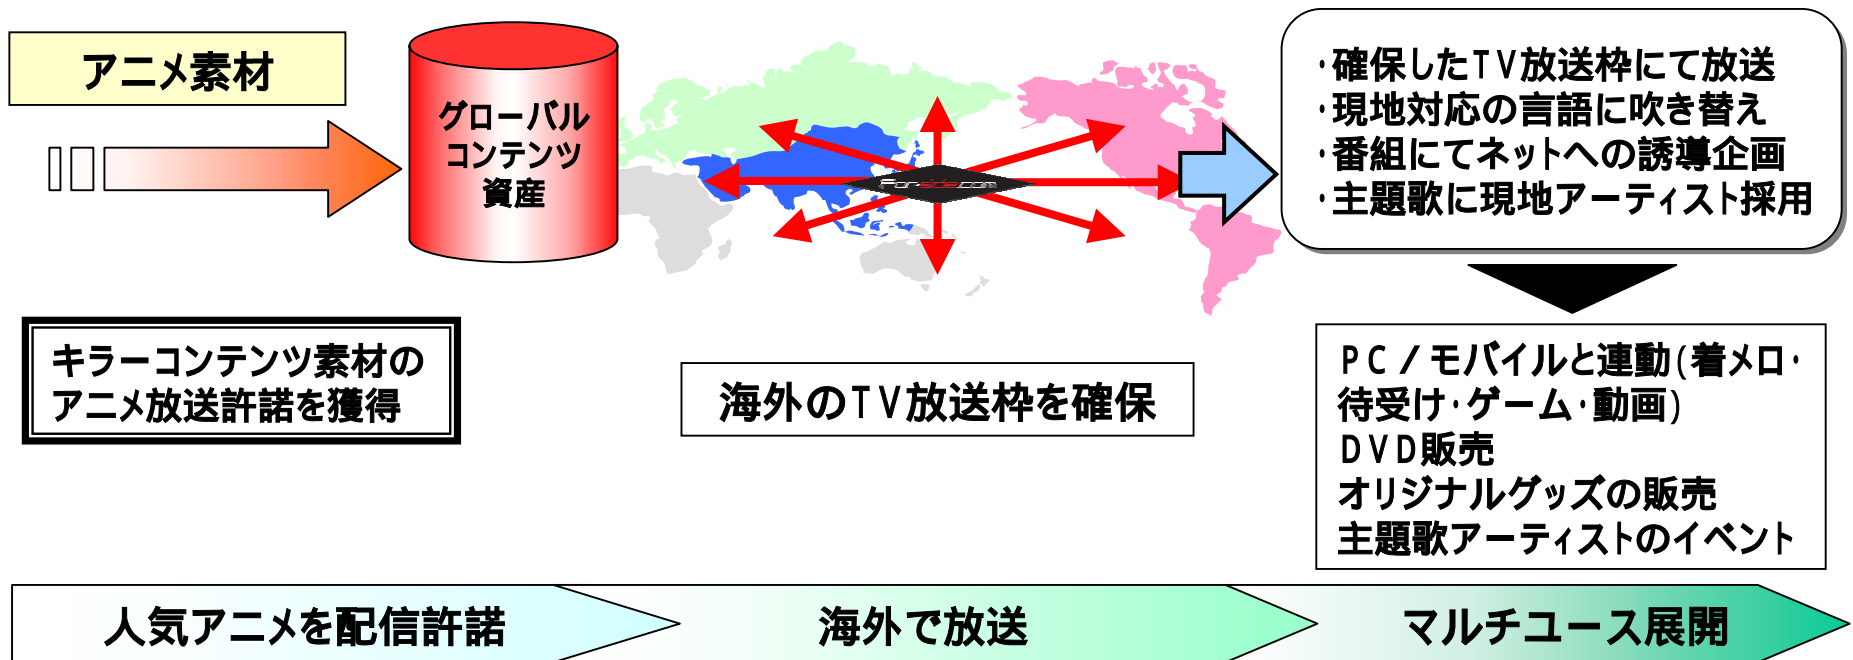 アニメ素材
グローバル
コンテンツ
資産
For-side.com
・確保したTV放送枠にて放送
・現地対応の言語に吹き替え
・番組にてネットへの誘導企画
・主題歌に現地アーティスト採用
キラーコンテンツ素材の
アニメ放送許諾を獲得
海外のTV放送枠を確保
PC/モバイルと連動(着メロ・
待受け・ゲーム・動画)
DVD販売
オリジナルグッズの販売
主題歌アーティストのイベント
人気アニメを配信許諾
海外で放送
マルチユース展開